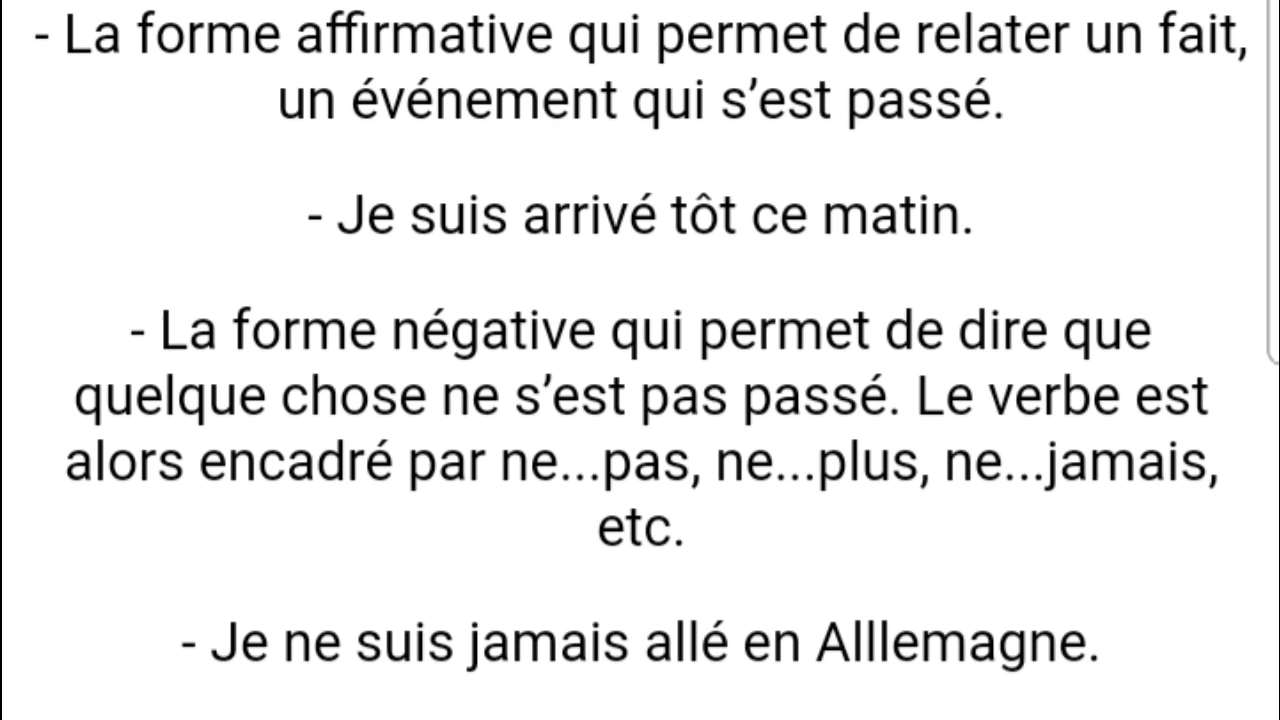 - La forme affirmative qui permet de relater un fait,
un événement qui s’est passé.
- Je suis arrivé tôt ce matin.
- La forme négative qui permet de dire que
quelque chose ne s’est pas passé. Le verbe est
alors encadré par ne...pas, ne...plus, ne...jamais,
etc.
- Je ne suis jamais allé en Alllemagne.